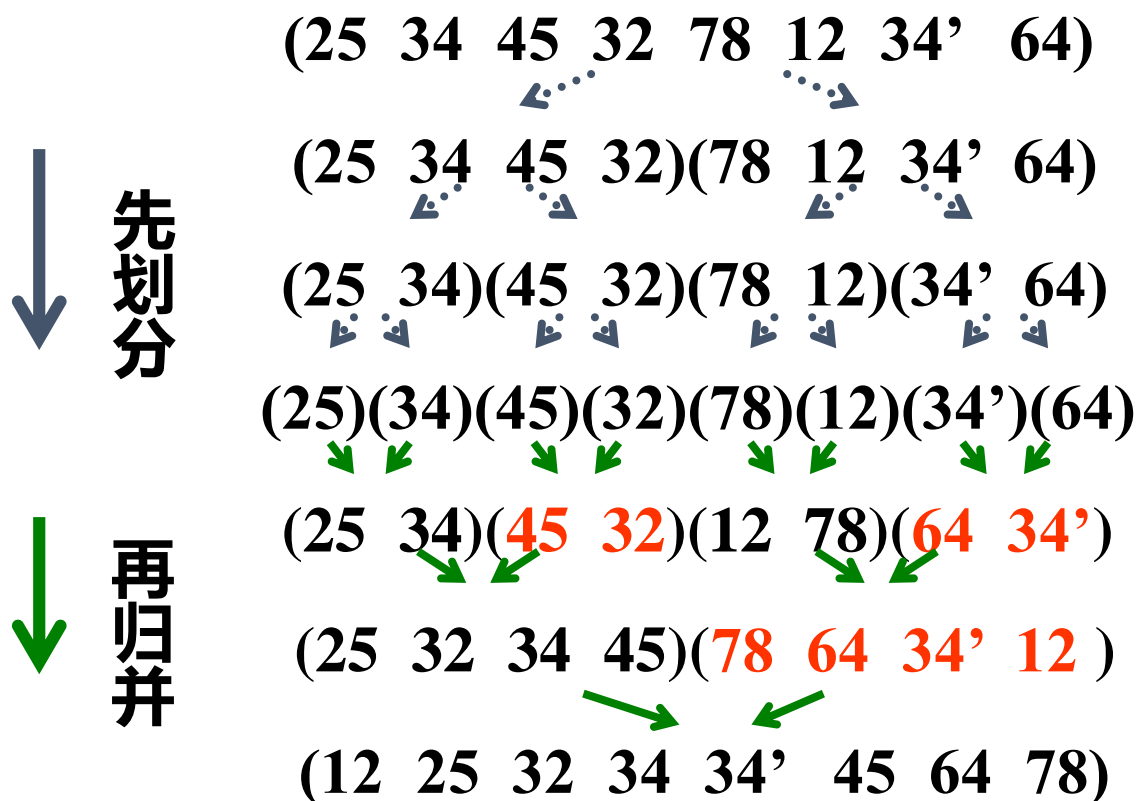 (25 34 45 32 78 12 34’ 64)
(25 34 45 32)(78 12 34’ 64)
(25 34)(45 32)(78 12)(34’ 64)
(25)(34)(45)(32)(78)(12)(34’)(64)
先划分
(25 34)(45 32)(12 78)(64 34’)
(25 32 34 45)(78 64 34’ 12 )
(12 25 32 34 34’ 45 64 78)
再归并